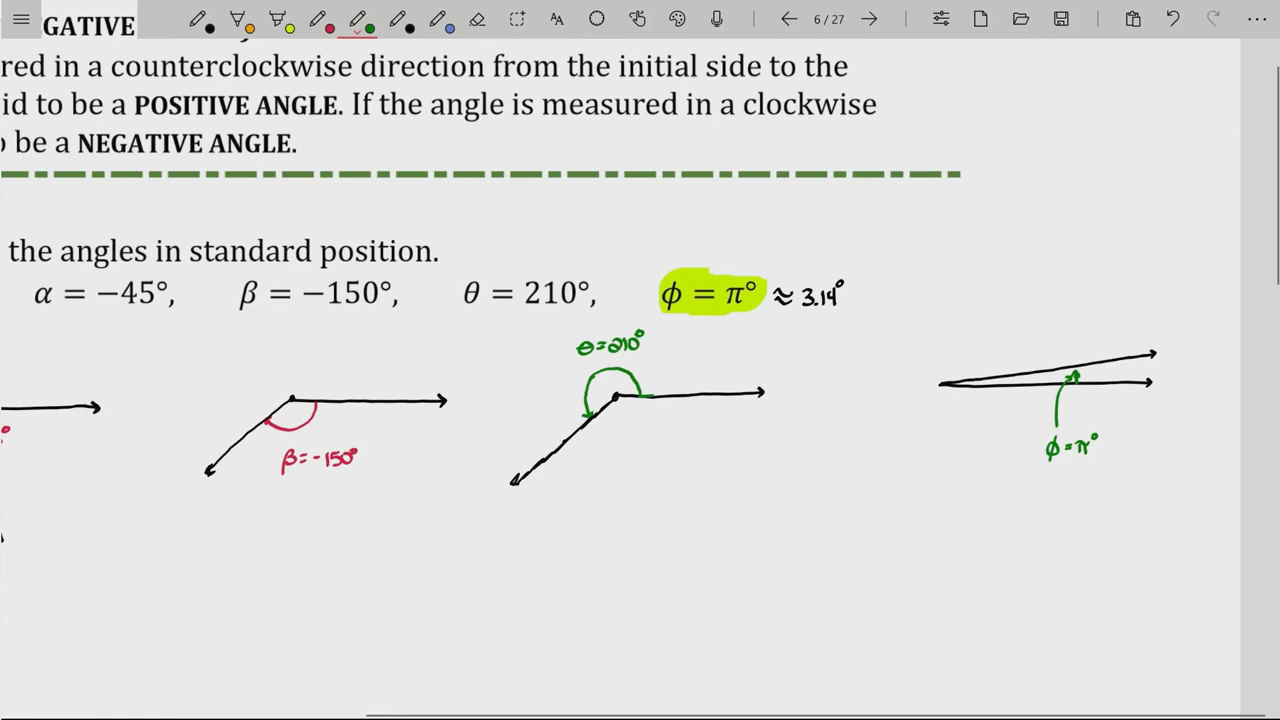 6 / 27
GATIVE
red in a counterclockwise direction from the initial side to the
id to be a POSITIVE ANGLE. If the angle is measured in a clockwise
be a NEGATIVE ANGLE.
the angles in standard position.
α = −45°, β = −150°, θ = 210°, ϕ = π° ≈ 3.14°
θ=210°
β=-150°
ϕ=π°